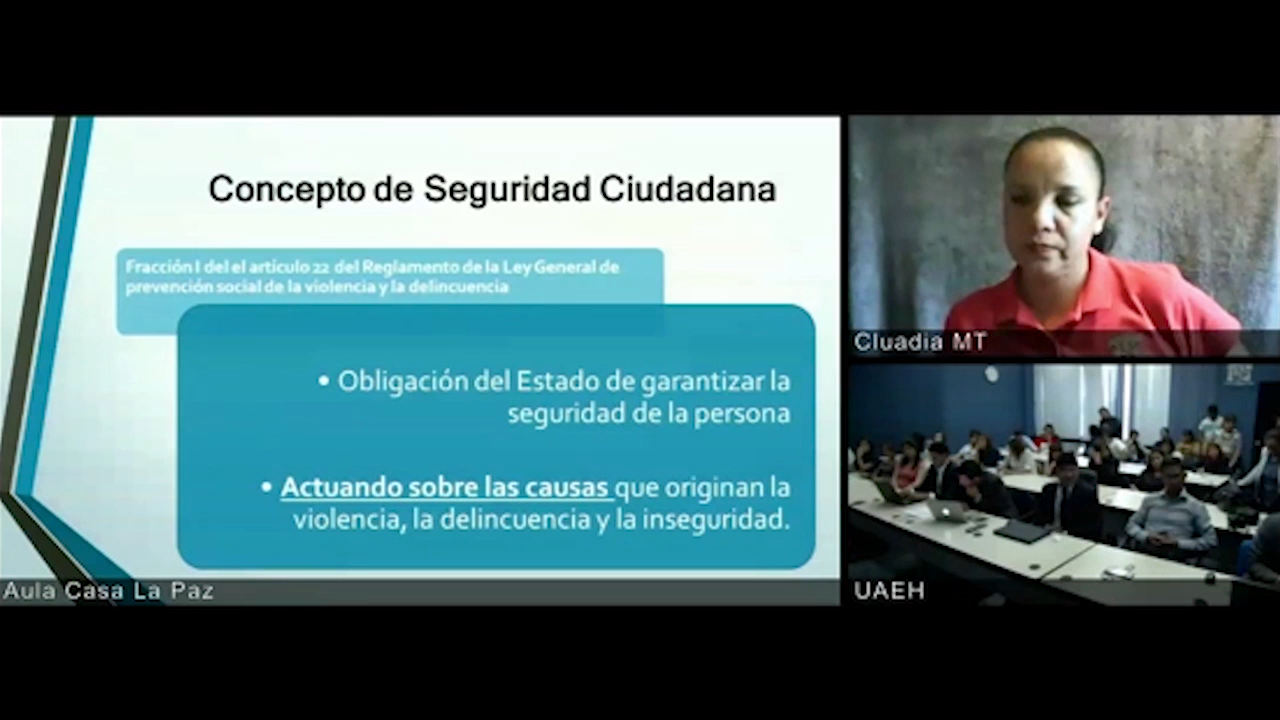 Concepto de Seguridad Ciudadana
Fracción I del el artículo 22 del Reglamento de la Ley General de
prevención social de la violencia y la delincuencia
• Obligación del Estado de garantizar la
seguridad de la persona
• Actuando sobre las causas que originan la
violencia, la delincuencia y la inseguridad.
Aula Casa La Paz
Cluadia MT
UAEH